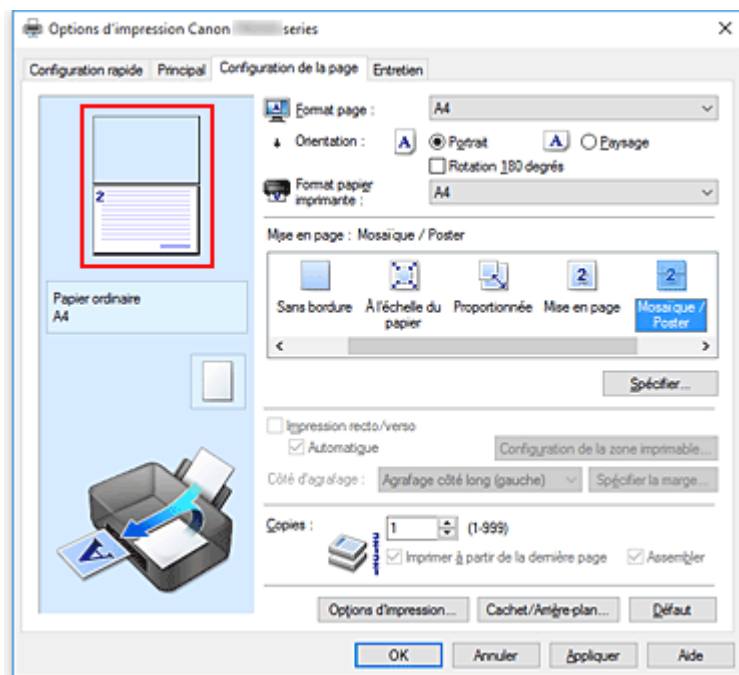 Options d'impression Canon series
Configuration rapide Principal Configuration de la page Entretien
Format page : A4
Orientation : A Portrait A Paysage
Rotation 180 degrés
Format papier
imprimante : A4
Mise en page : Mosaïque / Poster
2
Sans bordure À l'échelle du papier Proportionnée Mise en page Mosaïque / Poster
Papier ordinaire
A4
Spécifier...
Impression recto/verso
Automatique Configuration de la zone imprimable...
Côté d'agrafage : Agrafage côté long (gauche) Spécifier la marge...
Copies : 1 (1-999)
Imprimer à partir de la dernière page Assembler
Options d'impression... Cachet/Arrière-plan... Défaut
OK Annuler Appliquer Aide